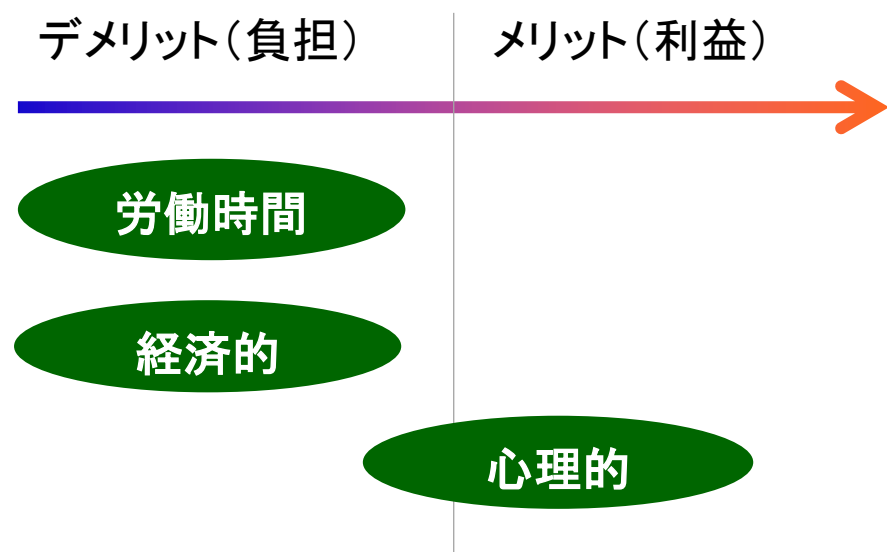 デメリット（負担）
メリット（利益）
労働時間
経済的
心理的